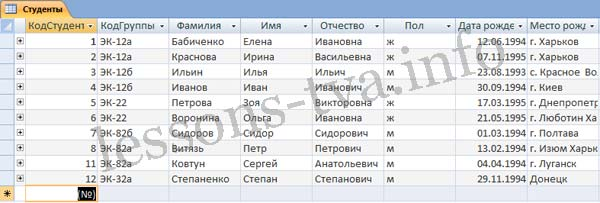 Студенты
КодСтудент КодГруппы Фамилия Имя Отчество Пол Дата рожде Место рожд
1 ЭК-12а Бабиченко Елена Ивановна ж 12.06.1994 г. Харьков
2 ЭК-12а Краснова Ирина Васильевна ж 07.11.1995 г. Харьков
3 ЭК-12б Ильин Илья Ильич м 23.08.1993 с. Красное Во
4 ЭК-12б Иванов Иван Иванович м 30.09.1994 г. Киев
5 ЭК-22 Петрова Зоя Викторовна ж 17.03.1995 г. Днепропетр
6 ЭК-22 Воронина Ольга Ивановна ж 21.05.1995 г. Люботин Ха
7 ЭК-82б Сидоров Сидор Сидорович м 01.03.1994 г. Полтава
8 ЭК-82а Витязь Петр Петрович м 13.02.1994 г. Изюм Харьк
11 ЭК-82а Ковтун Сергей Анатольевич м 04.04.1994 г. Луганск
12 ЭК-32а Степаненко Степан Степанович м 29.11.1994 Донецк
(№)
lessons-tva.info